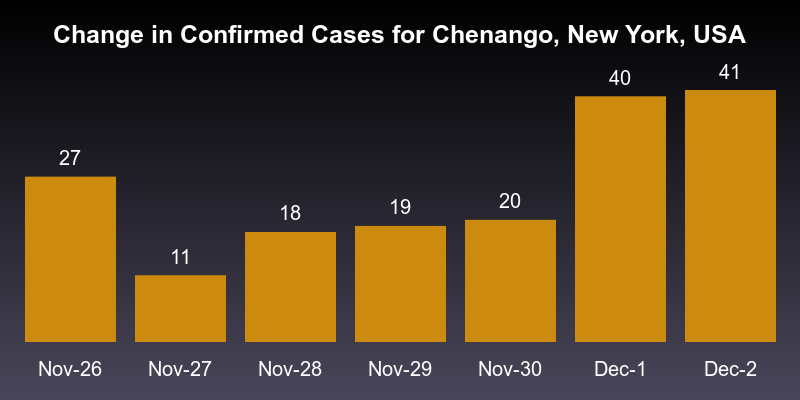 Change in Confirmed Cases for Chenango, New York, USA
27
11
18
19
20
40
41
Nov-26
Nov-27
Nov-28
Nov-29
Nov-30
Dec-1
Dec-2